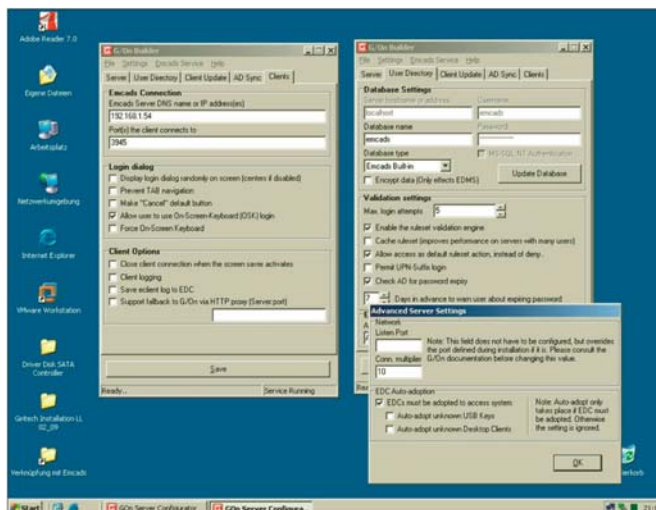 Adobe Reader 7.0
Eigene Dateien
Arbeitsplatz
Netzwerkumgebung
Internet Explorer
VMware Workstation
Driver Disk SATA
Controller
Giritech Installation LL
02_09
Verknüpfung mit Emcads
G/On Builder
File Settings Emcads Service Help
Server User Directory Client Update AD Sync Clients
Emcads Connection
Emcads Server DNS name or IP address(es)
192.168.1.54
Port(s) the client connects to
3945
Login dialog
Display login dialog randomly on screen (centers if disabled)
Prevent TAB navigation
Make "Cancel" default button
Allow user to use On-Screen-Keyboard (OSK) login
Force On-Screen Keyboard
Client Options
Close client connection when the screen saver activates
Client logging
Save eclient log to EDC
Support fallback to G/On via HTTP proxy (Server:port)
Save
Ready... Service Running
G/On Builder
File Settings Emcads Service Help
Server User Directory Client Update AD Sync Clients
Database Settings
Server hostname or address Username
localhost emcads
Database name Password
emcads
Database type MS-SQL NT Authentication
Emcads Built-in
Encrypt data (Only effects EDMS) Update Database
Validation settings
Max. login attempts 5
Enable the ruleset validation engine
Cache ruleset (improves performance on servers with many users)
Allow access as default ruleset action, instead of deny.
Permit UPN-Suffix login
Check AD for password expiry
7 Days in advance to warn user about expiring password
Advanced Server Settings
Network
Listen Port
Note: This field does not have to be configured, but overrides
the port defined during installation if it is. Please consult the
G/On documentation before changing this value.
Conn. multiplier
10
EDC Auto-adoption
EDCs must be adopted to access system
Auto-adopt unknown USB Keys
Auto-adopt unknown Desktop Clients
Note: Auto-adopt only
takes place if EDC must
be adopted. Otherwise
the setting is ignored.
OK
Start
GOn Server Configurator
GOn Server Configura...